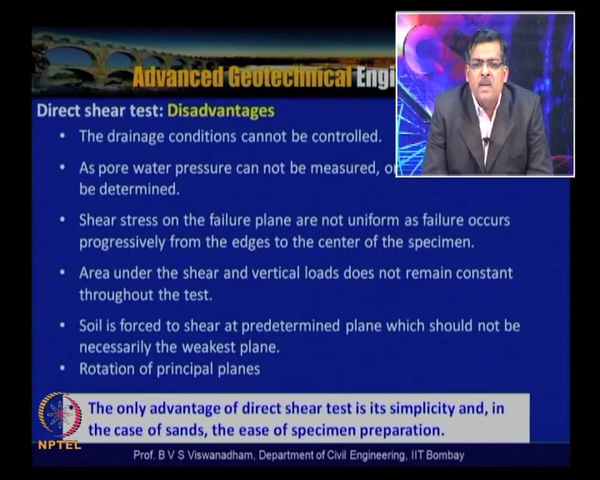 Advanced Geotechnical Engi
Direct shear test: Disadvantages
• The drainage conditions cannot be controlled.
• As pore water pressure can not be measured, on
be determined.
• Shear stress on the failure plane are not uniform as failure occurs
progressively from the edges to the center of the specimen.
• Area under the shear and vertical loads does not remain constant
throughout the test.
• Soil is forced to shear at predetermined plane which should not be
necessarily the weakest plane.
• Rotation of principal planes
The only advantage of direct shear test is its simplicity and, in
the case of sands, the ease of specimen preparation.
NPTEL
Prof. B V S Viswanadham, Department of Civil Engineering, IIT Bombay